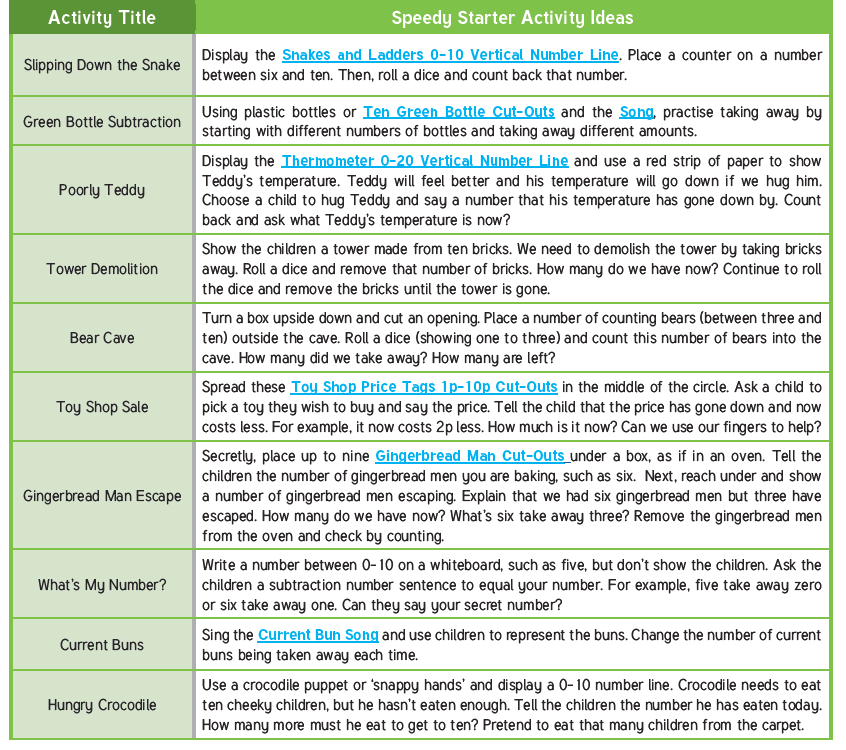 Activity Title
Speedy Starter Activity Ideas
Slipping Down the Snake
Display the Snakes and Ladders 0-10 Vertical Number Line. Place a counter on a number
between six and ten. Then, roll a dice and count back that number.
Green Bottle Subtraction
Using plastic bottles or Ten Green Bottle Cut-Outs and the Song, practise taking away by
starting with different numbers of bottles and taking away different amounts.
Poorly Teddy
Display the Thermometer 0-20 Vertical Number Line and use a red strip of paper to show
Teddy's temperature. Teddy will feel better and his temperature will go down if we hug him.
Choose a child to hug Teddy and say a number that his temperature has gone down by. Count
back and ask what Teddy's temperature is now?
Tower Demolition
Show the children a tower made from ten bricks. We need to demolish the tower by taking bricks
away. Roll a dice and remove that number of bricks. How many do we have now? Continue to roll
the dice and remove the bricks until the tower is gone.
Bear Cave
Turn a box upside down and cut an opening. Place a number of counting bears (between three and
ten) outside the cave. Roll a dice (showing one to three) and count this number of bears into the
cave. How many did we take away? How many are left?
Toy Shop Sale
Spread these Toy Shop Price Tags 1p-10p Cut-Outs in the middle of the circle. Ask a child to
pick a toy they wish to buy and say the price. Tell the child that the price has gone down and now
costs less. For example, it now costs 2p less. How much is it now? Can we use our fingers to help?
Gingerbread Man Escape
Secretly, place up to nine Gingerbread Man Cut-Outs under a box, as if in an oven. Tell the
children the number of gingerbread men you are baking, such as six. Next, reach under and show
a number of gingerbread men escaping. Explain that we had six gingerbread men but three have
escaped. How many do we have now? What's six take away three? Remove the gingerbread men
from the oven and check by counting.
What's My Number?
Write a number between 0-10 on a whiteboard, such as five, but don't show the children. Ask the
children a subtraction number sentence to equal your number. For example, five take away zero
or six take away one. Can they say your secret number?
Current Buns
Sing the Current Bun Song and use children to represent the buns. Change the number of current
buns being taken away each time.
Hungry Crocodile
Use a crocodile puppet or 'snappy hands' and display a 0-10 number line. Crocodile needs to eat
ten cheeky children, but he hasn't eaten enough. Tell the children the number he has eaten today.
How many more must he eat to get to ten? Pretend to eat that many children from the carpet.